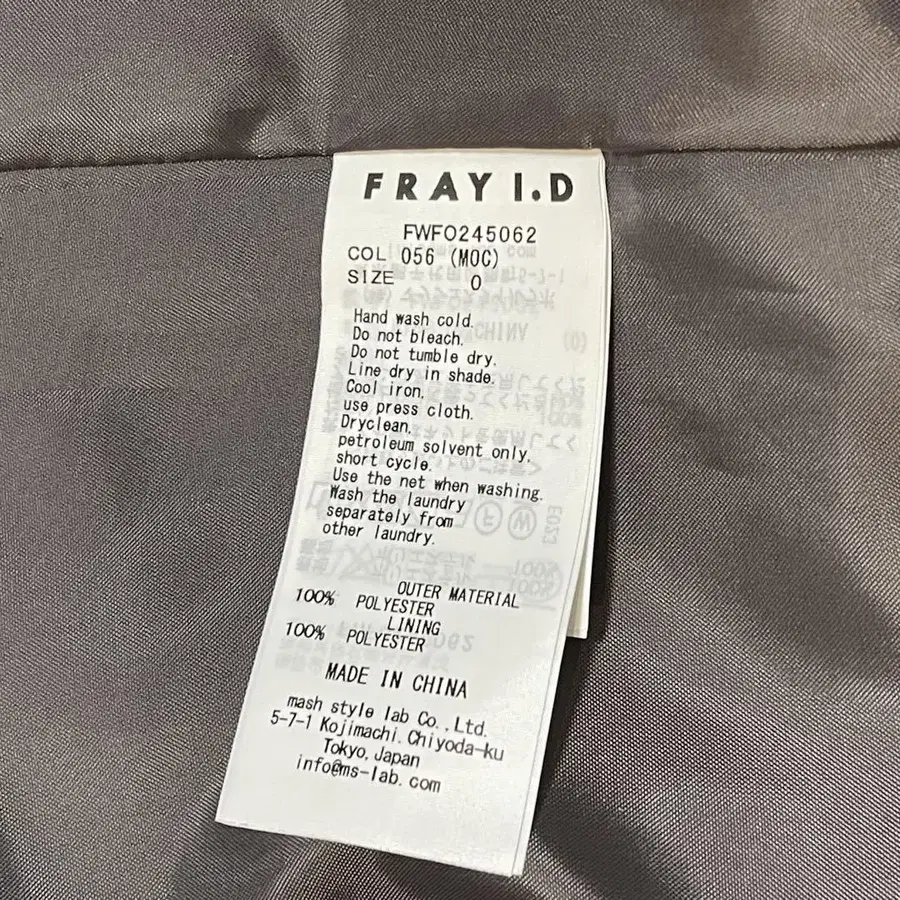 FRAY I.D
FWFO245062
COL 056 (MOC)
SIZE 0
Hand wash cold.
Do not bleach.
Do not tumble dry.
Line dry in shade.
Cool iron,
use press cloth.
Dryclean,
petroleum solvent only,
short cycle.
Use the net when washing.
Wash the laundry
separately from
other laundry.
OUTER MATERIAL
100% POLYESTER
LINING
100% POLYESTER
MADE IN CHINA
mash style lab Co.,Ltd.
5-7-1 Kojimachi.Chiyoda-ku
Tokyo,Japan
info@ms-lab.com